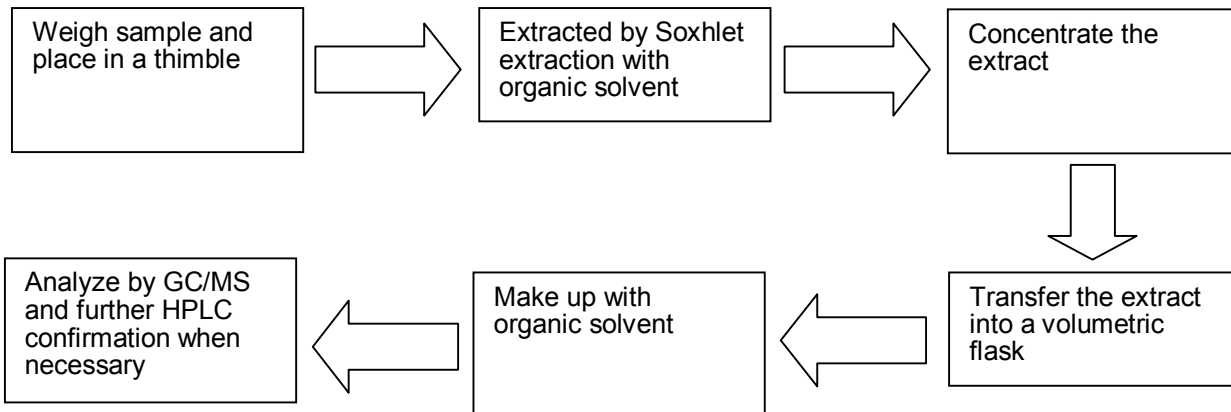 Weigh sample and
place in a thimble
Extracted by Soxhlet
extraction with
organic solvent
Concentrate the
extract
Transfer the extract
into a volumetric
flask
Make up with
organic solvent
Analyze by GC/MS
and further HPLC
confirmation when
necessary